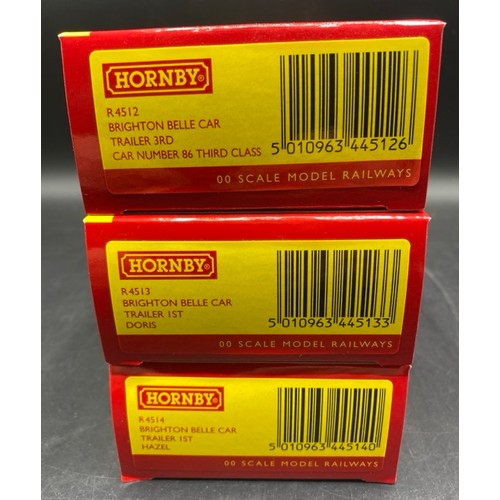 HORNBY®
R4512
BRIGHTON BELLE CAR
TRAILER 3RD
CAR NUMBER 86 THIRD CLASS
5 010963 445126
00 SCALE MODEL RAILWAYS
HORNBY®
R4513
BRIGHTON BELLE CAR
TRAILER 1ST
DORIS
5 010963 445133
00 SCALE MODEL RAILWAYS
HORNBY®
R4514
BRIGHTON BELLE CAR
TRAILER 1ST
HAZEL
5 010963 445140
00 SCALE MODEL RAILWAYS